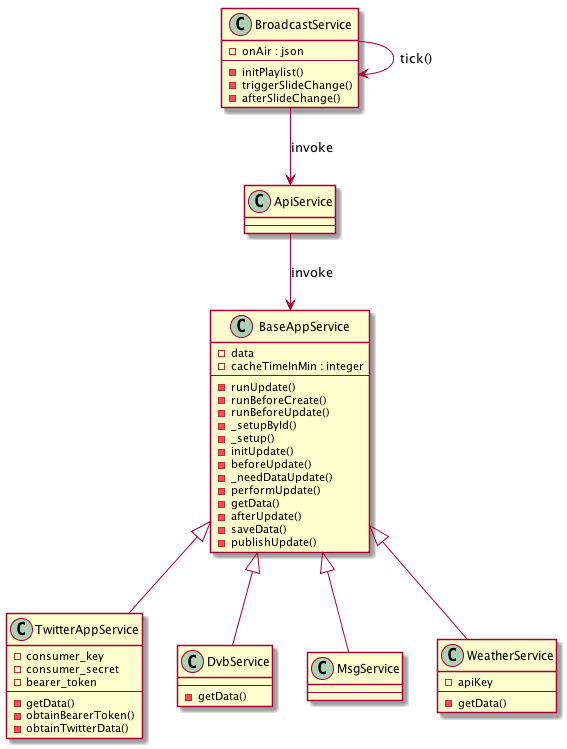 C BroadcastService
onAir : json
initPlaylist()
triggerSlideChange()
afterSlideChange()
tick()
invoke
C ApiService
invoke
C BaseAppService
data
cacheTimeInMin : integer
runUpdate()
runBeforeCreate()
runBeforeUpdate()
_setupById()
_setup()
initUpdate()
beforeUpdate()
_needDataUpdate()
performUpdate()
getData()
afterUpdate()
saveData()
publishUpdate()
C TwitterAppService
consumer_key
consumer_secret
bearer_token
getData()
obtainBearerToken()
obtainTwitterData()
C DvbService
getData()
C MsgService
C WeatherService
apiKey
getData()